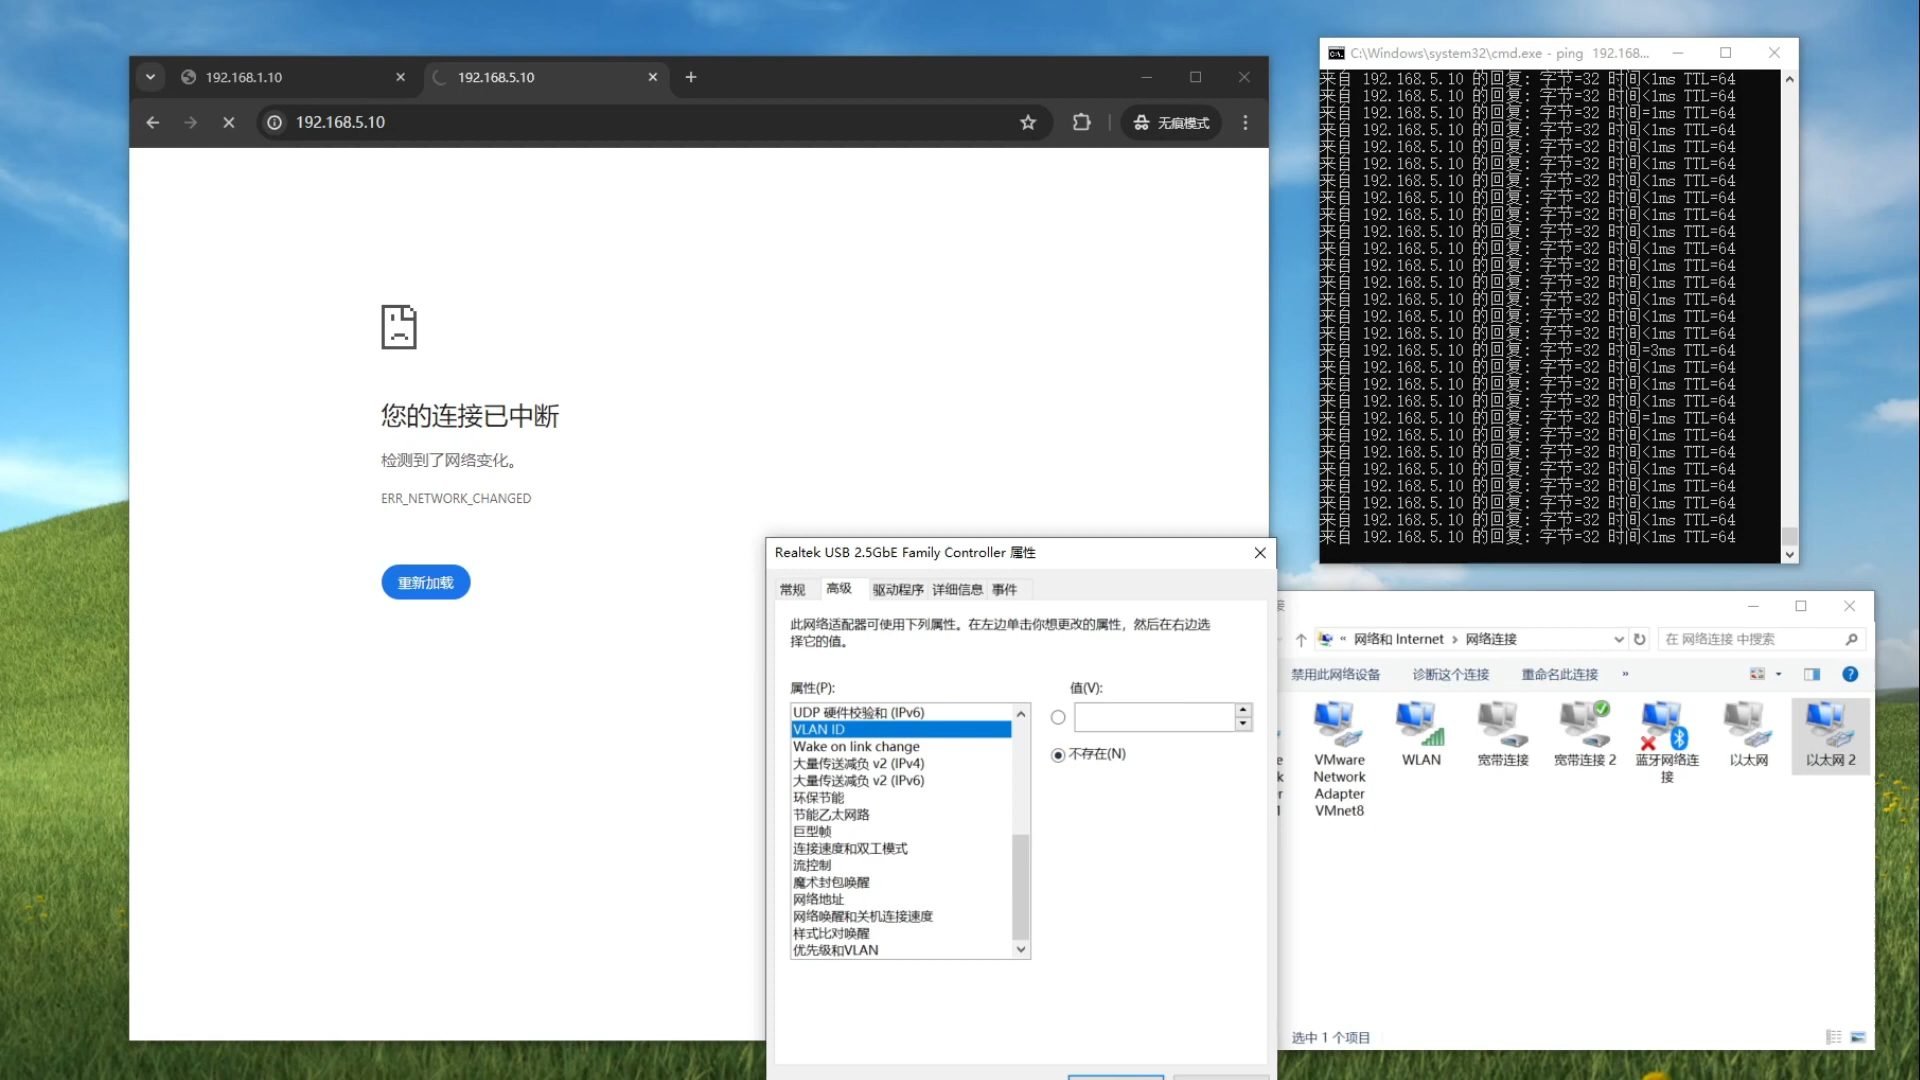 192.168.1.10
192.168.5.10
192.168.5.10
无痕模式
您的连接已中断
检测到了网络变化。
ERR_NETWORK_CHANGED
重新加载
C:\Windows\system32\cmd.exe - ping 192.168...
来自 192.168.5.10 的回复: 字节=32 时间<1ms TTL=64
来自 192.168.5.10 的回复: 字节=32 时间<1ms TTL=64
来自 192.168.5.10 的回复: 字节=32 时间=1ms TTL=64
来自 192.168.5.10 的回复: 字节=32 时间<1ms TTL=64
来自 192.168.5.10 的回复: 字节=32 时间<1ms TTL=64
来自 192.168.5.10 的回复: 字节=32 时间<1ms TTL=64
来自 192.168.5.10 的回复: 字节=32 时间<1ms TTL=64
来自 192.168.5.10 的回复: 字节=32 时间<1ms TTL=64
来自 192.168.5.10 的回复: 字节=32 时间<1ms TTL=64
来自 192.168.5.10 的回复: 字节=32 时间<1ms TTL=64
来自 192.168.5.10 的回复: 字节=32 时间<1ms TTL=64
来自 192.168.5.10 的回复: 字节=32 时间<1ms TTL=64
来自 192.168.5.10 的回复: 字节=32 时间<1ms TTL=64
来自 192.168.5.10 的回复: 字节=32 时间<1ms TTL=64
来自 192.168.5.10 的回复: 字节=32 时间<1ms TTL=64
来自 192.168.5.10 的回复: 字节=32 时间<1ms TTL=64
来自 192.168.5.10 的回复: 字节=32 时间=3ms TTL=64
来自 192.168.5.10 的回复: 字节=32 时间<1ms TTL=64
来自 192.168.5.10 的回复: 字节=32 时间<1ms TTL=64
来自 192.168.5.10 的回复: 字节=32 时间<1ms TTL=64
来自 192.168.5.10 的回复: 字节=32 时间=1ms TTL=64
来自 192.168.5.10 的回复: 字节=32 时间<1ms TTL=64
来自 192.168.5.10 的回复: 字节=32 时间<1ms TTL=64
来自 192.168.5.10 的回复: 字节=32 时间<1ms TTL=64
来自 192.168.5.10 的回复: 字节=32 时间<1ms TTL=64
来自 192.168.5.10 的回复: 字节=32 时间<1ms TTL=64
来自 192.168.5.10 的回复: 字节=32 时间<1ms TTL=64
来自 192.168.5.10 的回复: 字节=32 时间<1ms TTL=64
Realtek USB 2.5GbE Family Controller 属性
常规 高级 驱动程序 详细信息 事件
此网络适配器可使用下列属性。在左边单击你想更改的属性，然后在右边选
择它的值。
属性(P):
值(V):
UDP 硬件校验和 (IPv6)
VLAN ID
Wake on link change
大量传送减负 v2 (IPv4)
大量传送减负 v2 (IPv6)
环保节能
节能乙太网路
巨型帧
连接速度和双工模式
流控制
魔术封包唤醒
网络地址
网络唤醒和关机连接速度
样式比对唤醒
优先级和VLAN
不存在(N)
« 网络和 Internet › 网络连接
在 网络连接 中搜索
禁用此网络设备 诊断这个连接 重命名此连接 »
VMware
Network
Adapter
VMnet8
WLAN
宽带连接
宽带连接 2
蓝牙网络连
接
以太网
以太网 2
选中 1 个项目